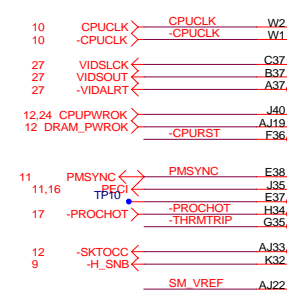 10 CPUCLK CPUCLK W2
10 -CPUCLK -CPUCLK W1
27 VIDSLCK C37
27 VIDSOUT B37
27 -VIDALRT A37
12,24 CPUPWROK J40
12 DRAM_PWROK AJ19
-CPURST F36
11 PMSYNC PMSYNC E38
11,16 PECI J35
TP10 E37
17 -PROCHOT -PROCHOT H34
-THRMTRIP G35
12 -SKTOCC AJ33
9 -H_SNB K32
SM_VREF AJ22